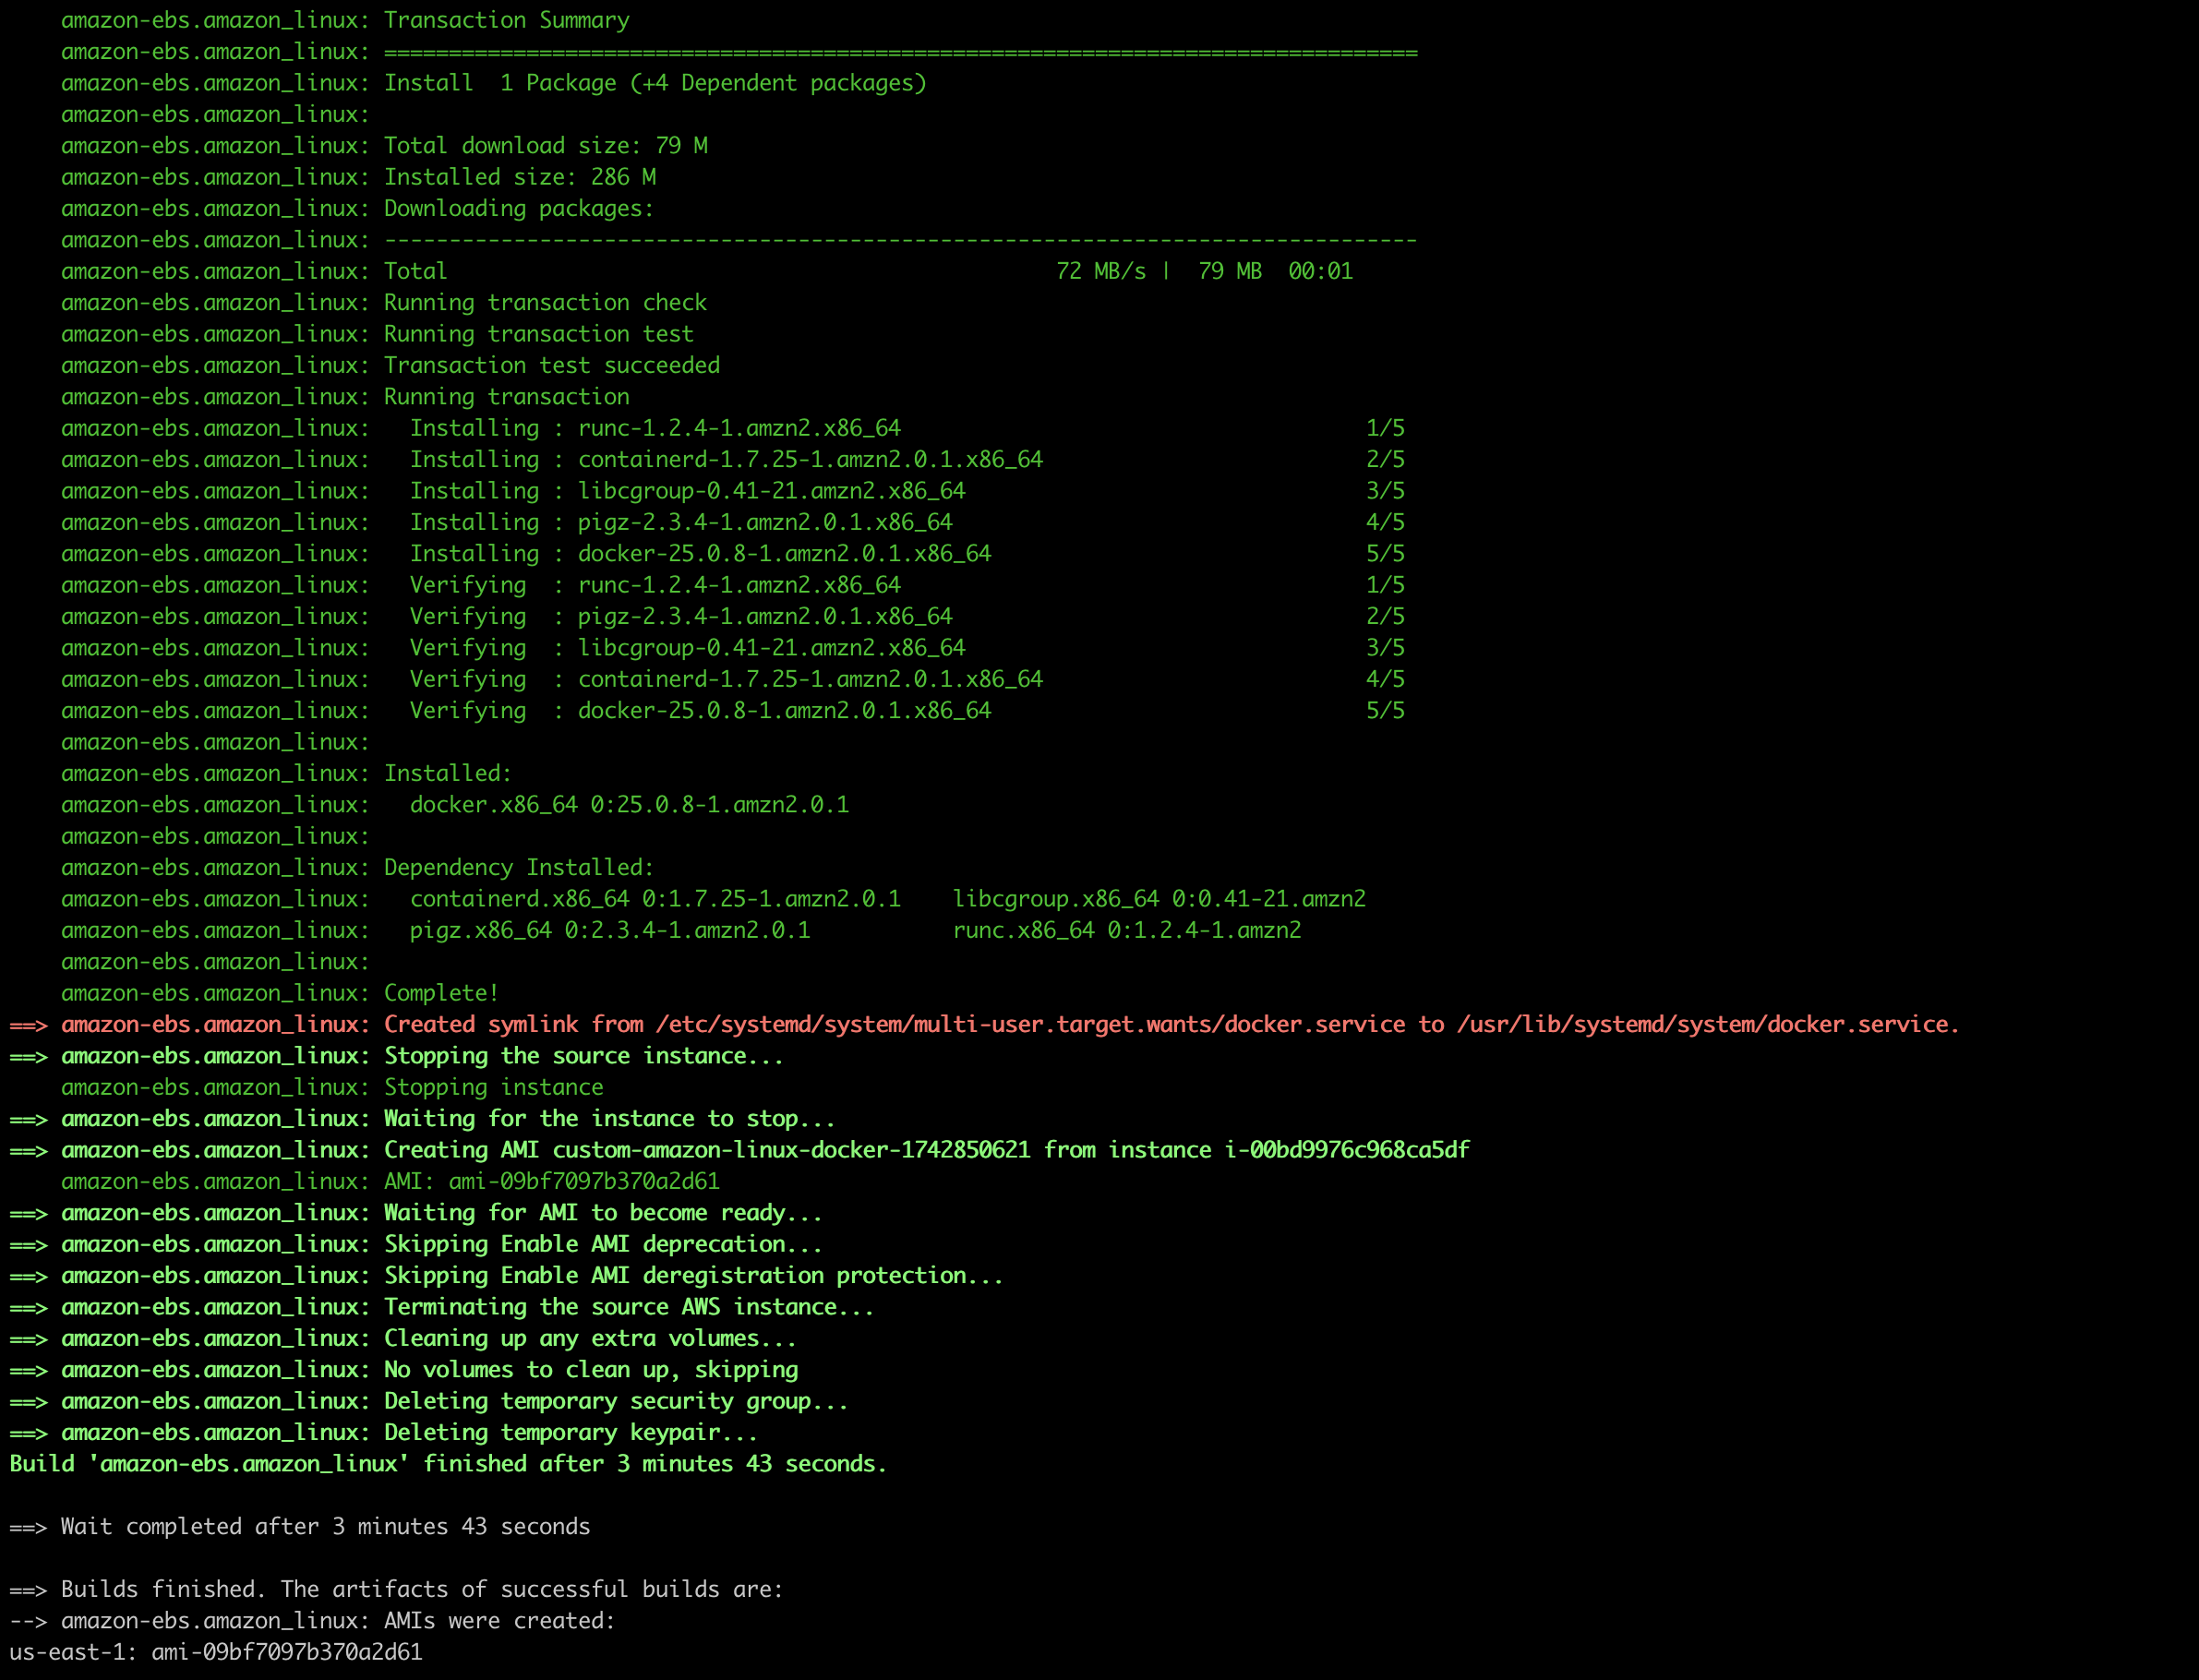 amazon-ebs.amazon_linux: Transaction Summary
amazon-ebs.amazon_linux: ================================================================================
amazon-ebs.amazon_linux: Install  1 Package (+4 Dependent packages)
amazon-ebs.amazon_linux:
amazon-ebs.amazon_linux: Total download size: 79 M
amazon-ebs.amazon_linux: Installed size: 286 M
amazon-ebs.amazon_linux: Downloading packages:
amazon-ebs.amazon_linux: --------------------------------------------------------------------------------
amazon-ebs.amazon_linux: Total                                               72 MB/s |  79 MB  00:01
amazon-ebs.amazon_linux: Running transaction check
amazon-ebs.amazon_linux: Running transaction test
amazon-ebs.amazon_linux: Transaction test succeeded
amazon-ebs.amazon_linux: Running transaction
amazon-ebs.amazon_linux:   Installing : runc-1.2.4-1.amzn2.x86_64                                    1/5
amazon-ebs.amazon_linux:   Installing : containerd-1.7.25-1.amzn2.0.1.x86_64                         2/5
amazon-ebs.amazon_linux:   Installing : libcgroup-0.41-21.amzn2.x86_64                               3/5
amazon-ebs.amazon_linux:   Installing : pigz-2.3.4-1.amzn2.0.1.x86_64                                4/5
amazon-ebs.amazon_linux:   Installing : docker-25.0.8-1.amzn2.0.1.x86_64                             5/5
amazon-ebs.amazon_linux:   Verifying  : runc-1.2.4-1.amzn2.x86_64                                    1/5
amazon-ebs.amazon_linux:   Verifying  : pigz-2.3.4-1.amzn2.0.1.x86_64                                2/5
amazon-ebs.amazon_linux:   Verifying  : libcgroup-0.41-21.amzn2.x86_64                               3/5
amazon-ebs.amazon_linux:   Verifying  : containerd-1.7.25-1.amzn2.0.1.x86_64                         4/5
amazon-ebs.amazon_linux:   Verifying  : docker-25.0.8-1.amzn2.0.1.x86_64                             5/5
amazon-ebs.amazon_linux:
amazon-ebs.amazon_linux: Installed:
amazon-ebs.amazon_linux:   docker.x86_64 0:25.0.8-1.amzn2.0.1
amazon-ebs.amazon_linux:
amazon-ebs.amazon_linux: Dependency Installed:
amazon-ebs.amazon_linux:   containerd.x86_64 0:1.7.25-1.amzn2.0.1    libcgroup.x86_64 0:0.41-21.amzn2
amazon-ebs.amazon_linux:   pigz.x86_64 0:2.3.4-1.amzn2.0.1           runc.x86_64 0:1.2.4-1.amzn2
amazon-ebs.amazon_linux:
amazon-ebs.amazon_linux: Complete!
==> amazon-ebs.amazon_linux: Created symlink from /etc/systemd/system/multi-user.target.wants/docker.service to /usr/lib/systemd/system/docker.service.
==> amazon-ebs.amazon_linux: Stopping the source instance...
amazon-ebs.amazon_linux: Stopping instance
==> amazon-ebs.amazon_linux: Waiting for the instance to stop...
==> amazon-ebs.amazon_linux: Creating AMI custom-amazon-linux-docker-1742850621 from instance i-00bd9976c968ca5df
amazon-ebs.amazon_linux: AMI: ami-09bf7097b370a2d61
==> amazon-ebs.amazon_linux: Waiting for AMI to become ready...
==> amazon-ebs.amazon_linux: Skipping Enable AMI deprecation...
==> amazon-ebs.amazon_linux: Skipping Enable AMI deregistration protection...
==> amazon-ebs.amazon_linux: Terminating the source AWS instance...
==> amazon-ebs.amazon_linux: Cleaning up any extra volumes...
==> amazon-ebs.amazon_linux: No volumes to clean up, skipping
==> amazon-ebs.amazon_linux: Deleting temporary security group...
==> amazon-ebs.amazon_linux: Deleting temporary keypair...
Build 'amazon-ebs.amazon_linux' finished after 3 minutes 43 seconds.
==> Wait completed after 3 minutes 43 seconds
==> Builds finished. The artifacts of successful builds are:
--> amazon-ebs.amazon_linux: AMIs were created:
us-east-1: ami-09bf7097b370a2d61